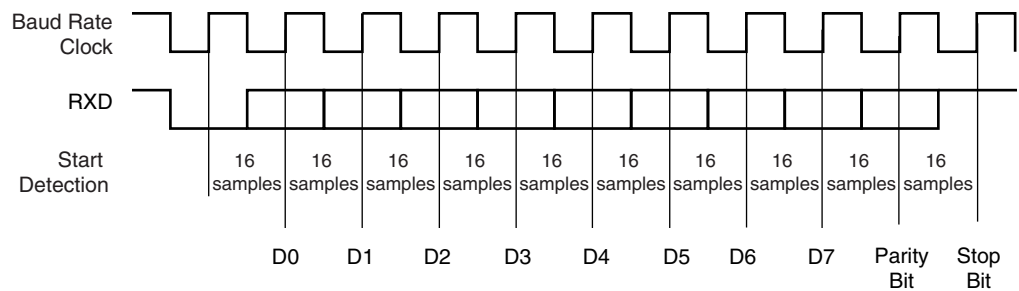 Baud Rate
Clock
RXD
Start
Detection
16 16 16 16 16 16 16 16 16 16
samples samples samples samples samples samples samples samples samples samples
D0 D1 D2 D3 D4 D5 D6 D7 Parity Stop
Bit Bit